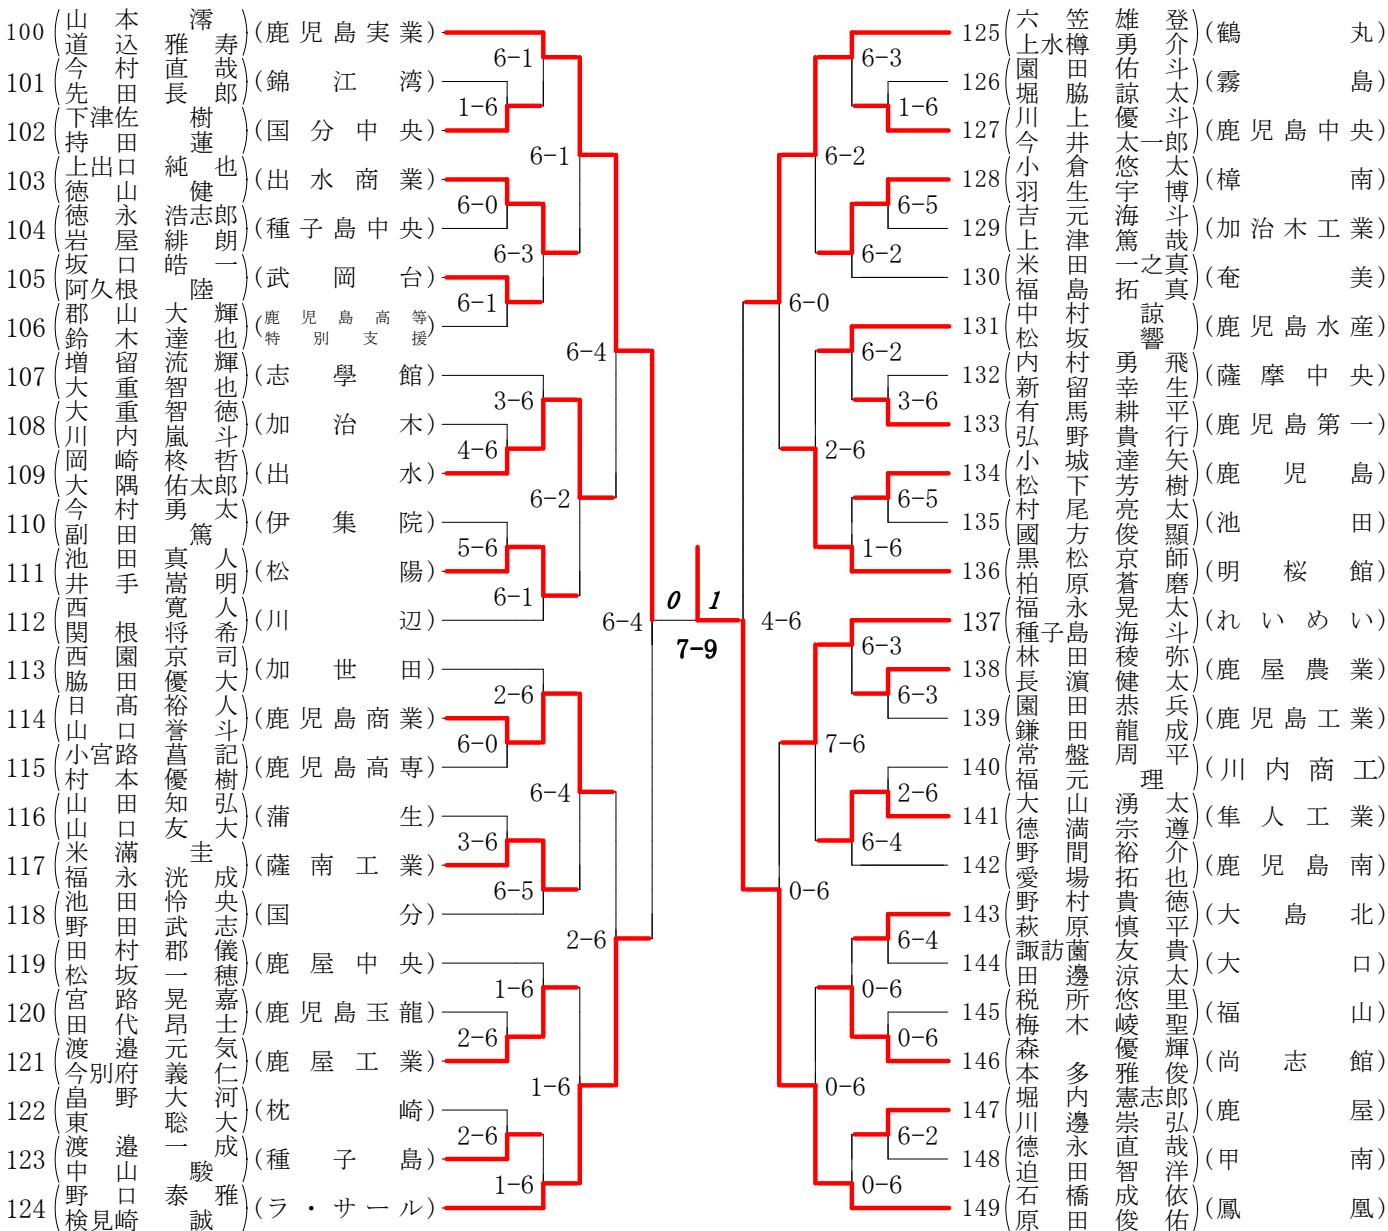 100 山本 澪 道込 雅寿 (鹿児島実業)
101 今村 直哉 先田 長郎 (錦江湾)
102 下津佐 樹 持田 蓮 (国分中央)
103 上出口 純也 徳山 健 (出水商業)
104 徳永 浩志郎 岩屋 緋朗 (種子島中央)
105 坂口 皓一 阿久根 陸 (武岡台)
106 郡山 大輝 鈴木 達也 (鹿児島高等特別支援)
107 増留 流輝 大重 智也 (志學館)
108 大重 智徳 川内 嵐斗 (加治木)
109 岡崎 柊哲 大隅 佑太郎 (出水)
110 今村 勇太 副田 篤 (伊集院)
111 池田 真人 井手 嵩明 (松陽)
112 西 寛人 関根 将希 (川辺)
113 西園 京司 脇田 優大 (加世田)
114 日髙 裕人 山口 誉斗 (鹿児島商業)
115 小宮路 菖記 村本 優樹 (鹿児島高専)
116 山田 知弘 山口 友大 (蒲生)
117 米満 圭 福永 洸成 (薩南工業)
118 池田 怜央 野田 武志 (国分)
119 田村 郡儀 松坂 一穂 (鹿屋中央)
120 宮路 晃嘉 田代 昂士 (鹿児島玉龍)
121 渡邉 元気 今別府 義仁 (鹿屋工業)
122 畠野 大河 東 聡大 (枕崎)
123 渡邉 一成 中山 駿 (種子島)
124 野口 泰雅 検見崎 誠 (ラ・サール)
6-1
1-6
6-1
6-0
6-3
6-1
6-4
3-6
4-6
6-2
5-6
6-1
6-4
2-6
6-0
6-4
3-6
6-5
2-6
1-6
2-6
1-6
2-6
1-6
0 1
7-9
6-3
1-6
6-2
6-5
6-2
6-0
6-2
3-6
2-6
6-5
1-6
4-6
6-3
6-3
7-6
2-6
6-4
0-6
6-4
0-6
0-6
0-6
6-2
0-6
125 六笠 雄登 上水樽 勇介 (鶴丸)
126 園田 佑斗 堀脇 諒太 (霧島)
127 川上 優斗 今井 太一郎 (鹿児島中央)
128 小倉 悠太 羽生 宇博 (樟南)
129 吉元 海斗 上津 篤哉 (加治木工業)
130 米田 一之真 福島 拓真 (奄美)
131 中村 諒 松坂 響 (鹿児島水産)
132 内村 勇飛 新留 幸生 (薩摩中央)
133 有馬 耕平 弘野 貴行 (鹿児島第一)
134 小城 達矢 松下 芳樹 (鹿児島)
135 村尾 亮太 國方 俊顯 (池田)
136 黒松 京師 柏原 蒼磨 (明桜館)
137 福永 晃太 種子島 海斗 (れいめい)
138 林田 稜弥 長濵 健太 (鹿屋農業)
139 園田 恭兵 鎌田 龍成 (鹿児島工業)
140 常盤 周平 福元 理 (川内商工)
141 大山 湧太 德満 宗遵 (隼人工業)
142 野間 裕介 愛場 拓也 (鹿児島南)
143 野村 貴徳 萩原 慎平 (大島北)
144 諏訪薗 友貴 田邊 涼太 (大口)
145 税所 悠里 梅木 崚聖 (福山)
146 森 優輝 本多 雅俊 (尚志館)
147 堀内 憲志郎 川邊 崇弘 (鹿屋)
148 德永 直哉 迫田 智洋 (甲南)
149 石橋 成依 原田 俊佑 (鳳凰)